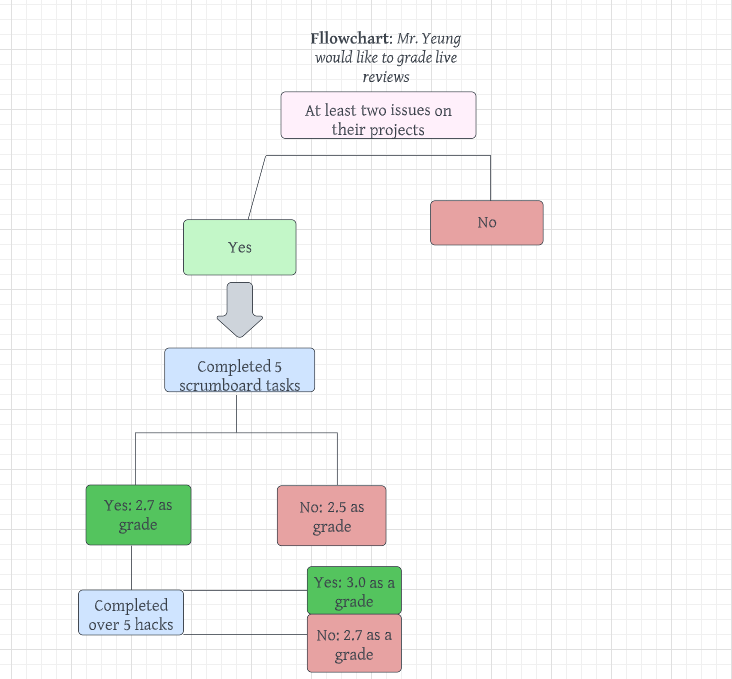 Fllowchart: Mr. Yeung
would like to grade live
reviews
At least two issues on
their projects
No
Yes
Completed 5
scrumboard tasks
Yes: 2.7 as
grade
No: 2.5 as
grade
Completed
over 5 hacks
Yes: 3.0 as a
grade
No: 2.7 as a
grade